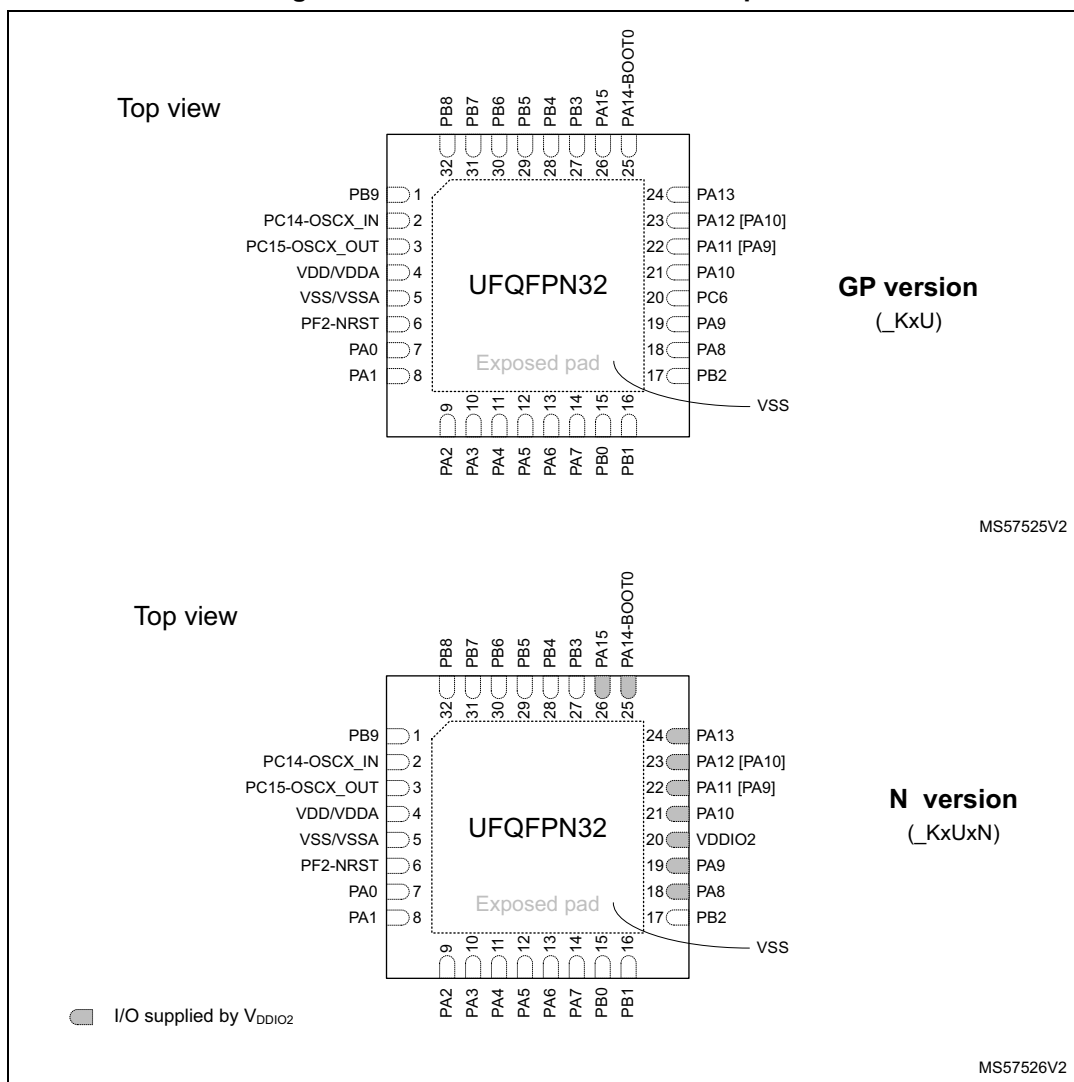 Top view
PB8
PB7
PB6
PB5
PB4
PB3
PA15
PA14-BOOT0
32
31
30
29
28
27
26
25
PB9 1
PC14-OSCX_IN 2
PC15-OSCX_OUT 3
VDD/VDDA 4
VSS/VSSA 5
PF2-NRST 6
PA0 7
PA1 8
UFQFPN32
Exposed pad
24 PA13
23 PA12 [PA10]
22 PA11 [PA9]
21 PA10
20 PC6
19 PA9
18 PA8
17 PB2
VSS
9
10
11
12
13
14
15
16
PA2
PA3
PA4
PA5
PA6
PA7
PB0
PB1
GP version
(_KxU)
MS57525V2
Top view
PB8
PB7
PB6
PB5
PB4
PB3
PA15
PA14-BOOT0
32
31
30
29
28
27
26
25
PB9 1
PC14-OSCX_IN 2
PC15-OSCX_OUT 3
VDD/VDDA 4
VSS/VSSA 5
PF2-NRST 6
PA0 7
PA1 8
UFQFPN32
Exposed pad
24 PA13
23 PA12 [PA10]
22 PA11 [PA9]
21 PA10
20 VDDIO2
19 PA9
18 PA8
17 PB2
VSS
9
10
11
12
13
14
15
16
PA2
PA3
PA4
PA5
PA6
PA7
PB0
PB1
N version
(_KxUxN)
I/O supplied by VDDIO2
MS57526V2